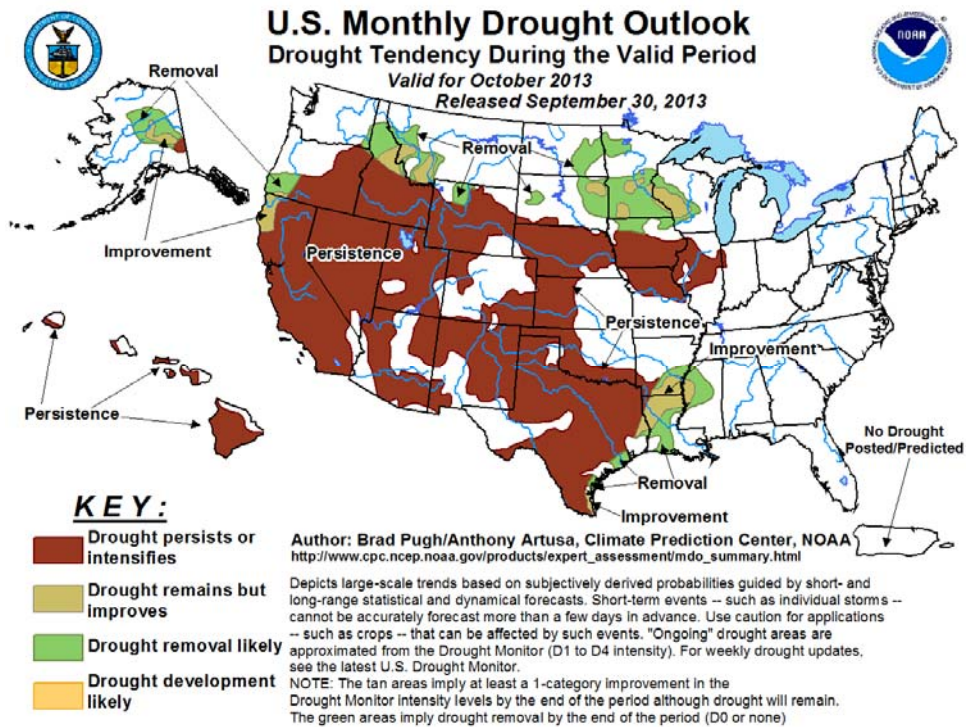 U.S. Monthly Drought Outlook
Drought Tendency During the Valid Period
Valid for October 2013
Released September 30, 2013
NOAA
Removal
Removal
Improvement
Persistence
Persistence
Improvement
Persistence
No Drought
Posted/Predicted
Removal
Improvement
KEY:
Drought persists or
intensifies
Drought remains but
improves
Drought removal likely
Drought development
likely
Author: Brad Pugh/Anthony Artusa, Climate Prediction Center, NOAA
http://www.cpc.ncep.noaa.gov/products/expert_assessment/mdo_summary.html
Depicts large-scale trends based on subjectively derived probabilities guided by short- and
long-range statistical and dynamical forecasts. Short-term events -- such as individual storms --
cannot be accurately forecast more than a few days in advance. Use caution for applications
-- such as crops -- that can be affected by such events. "Ongoing" drought areas are
approximated from the Drought Monitor (D1 to D4 intensity). For weekly drought updates,
see the latest U.S. Drought Monitor.
NOTE: The tan areas imply at least a 1-category improvement in the
Drought Monitor intensity levels by the end of the period although drought will remain.
The green areas imply drought removal by the end of the period (D0 or none)